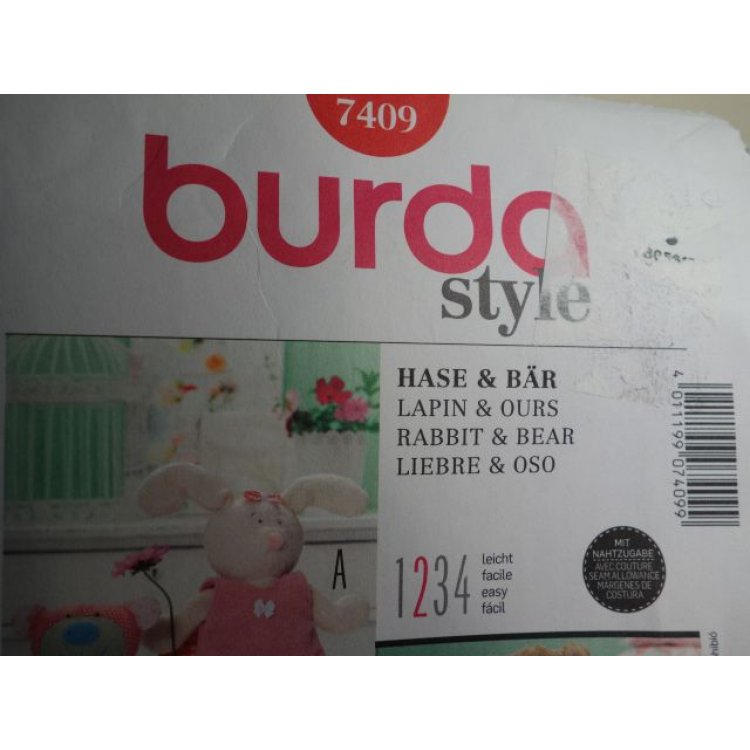 7409
burda
style
HASE & BÄR
LAPIN & OURS
RABBIT & BEAR
LIEBRE & OSO
4 011199 074099
A
1234
leicht
facile
easy
fácil
MIT
NAHTZUGABE
AVEC COUTURE
SEAM ALLOWANCE
MÁRGENES DE
COSTURA